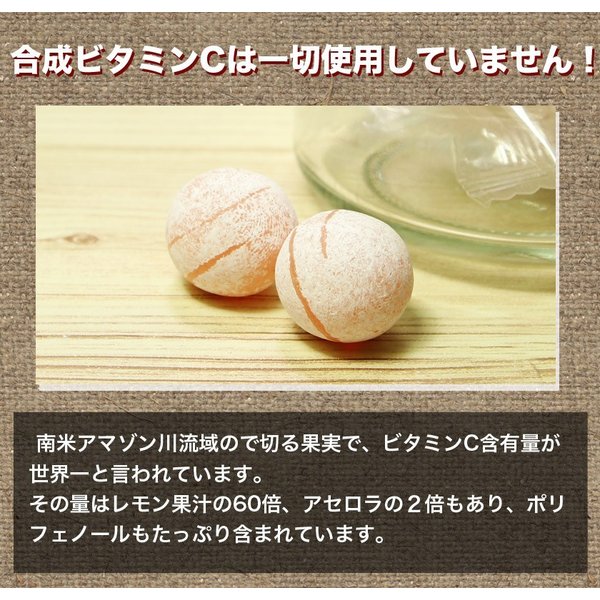 合成ビタミンCは一切使用していません！
南米アマゾン川流域ので切る果実で、ビタミンC含有量が
世界一と言われています。
その量はレモン果汁の60倍、アセロラの２倍もあり、ポリ
フェノールもたっぷり含まれています。